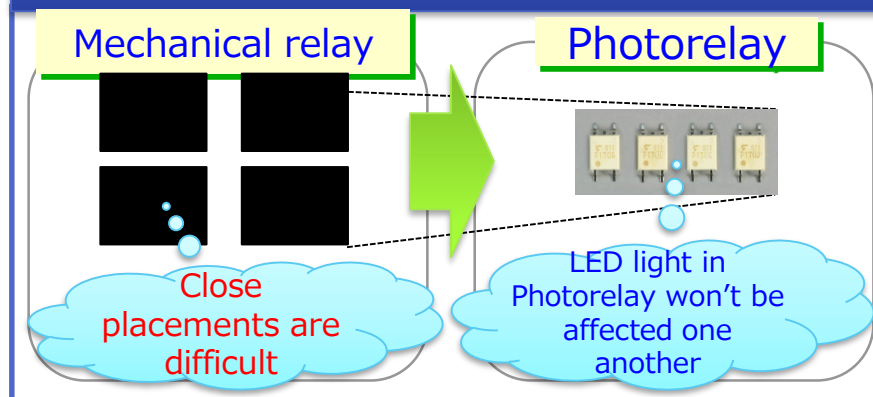 Mechanical relay
Photorelay
Close
placements are
difficult
LED light in
Photorelay won’t be
affected one
another